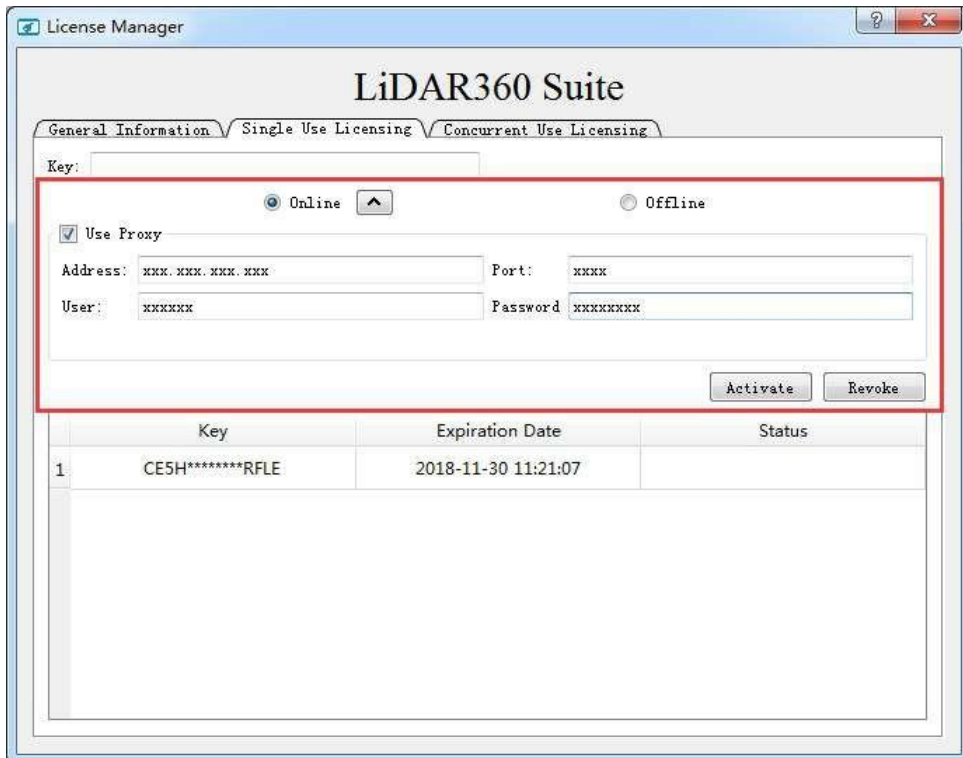 License Manager
LiDAR360 Suite
General Information Single Use Licensing Concurrent Use Licensing
Key:
Online Offline
Use Proxy
Address: xxx.xxx.xxx.xxx Port: xxxx
User: xxxxxx Password xxxxxxxx
Activate Revoke
Key Expiration Date Status
1 CE5H********RFLE 2018-11-30 11:21:07